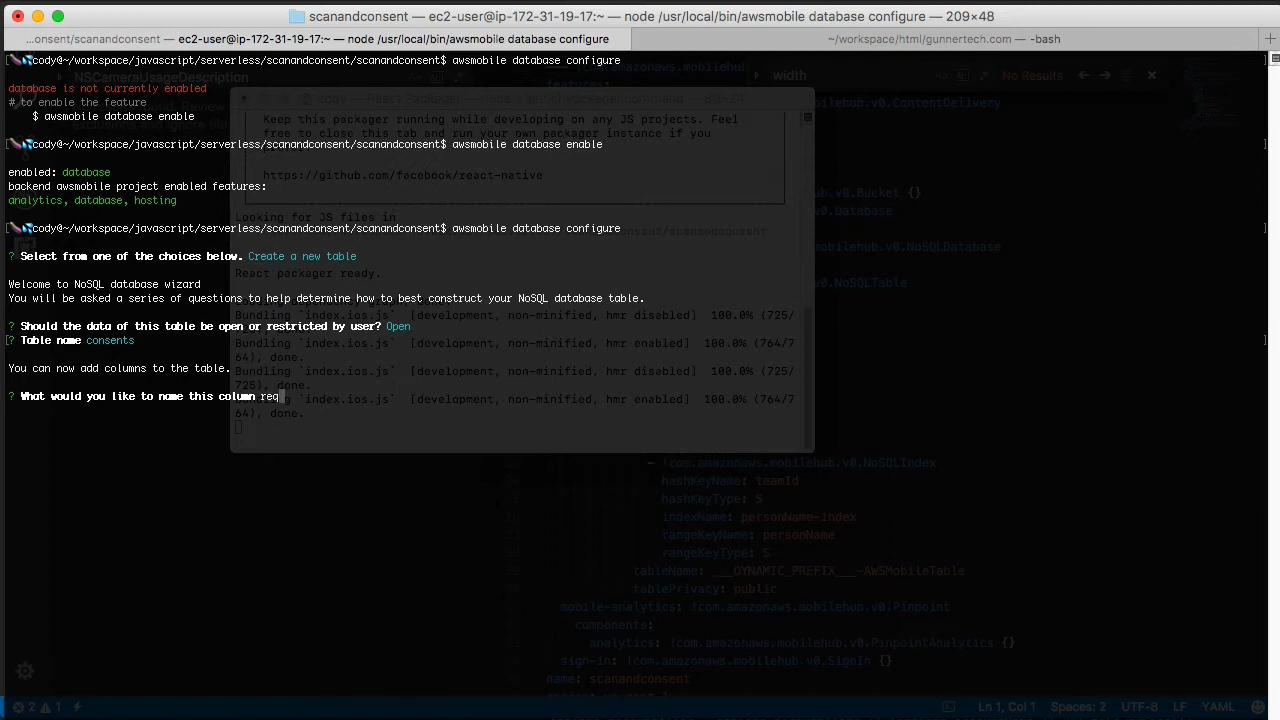 scanandconsent — ec2-user@ip-172-31-19-17:~ — node /usr/local/bin/awsmobile database configure — 209×48
...onsent/scanandconsent — ec2-user@ip-172-31-19-17:~ — node /usr/local/bin/awsmobile database configure
~/workspace/html/gunnertech.com — -bash
cody@~/workspace/javascript/serverless/scanandconsent/scanandconsent$ awsmobile database configure
NSCameraUsageDescription
width
No Results
database is not currently enabled
# to enable the feature
$ awsmobile database enable
v0.ContentDelivery
Keep this packager running while developing on any JS projects. Feel
free to close this tab and run your own packager instance if you
cody@~/workspace/javascript/serverless/scanandconsent/scanandconsent$ awsmobile database enable
enabled: database
https://github.com/facebook/react-native
backend awsmobile project enabled features:
analytics, database, hosting
.v0.Bucket {}
v0.Database
Looking for JS files in
cody@~/workspace/javascript/serverless/scanandconsent/scanandconsent$ awsmobile database configure
v0.NoSQLDatabase
? Select from one of the choices below. Create a new table
React packager ready.
Welcome to NoSQL database wizard
v0.NoSQLTable
You will be asked a series of questions to help determine how to best construct your NoSQL database table.
Bundling `index.ios.js` [development, non-minified, hmr disabled] 100.0% (725/
? Should the data of this table be open or restricted by user? Open
? Table name consents
Bundling `index.ios.js` [development, non-minified, hmr enabled] 100.0% (764/7
64), done.
You can now add columns to the table.
Bundling `index.ios.js` [development, non-minified, hmr disabled] 100.0% (725/
725), done.
? What would you like to name this column req
`index.ios.js` [development, non-minified, hmr enabled] 100.0% (764/7
64), done.
- !com.amazonaws.mobilehub.v0.NoSQLIndex
hashKeyName: teamId
hashKeyType: S
indexName: personName-index
rangeKeyName: personName
rangeKeyType: S
tableName: ___DYNAMIC_PREFIX___-AWSMobileTable
tablePrivacy: public
mobile-analytics: !com.amazonaws.mobilehub.v0.Pinpoint
components:
analytics: !com.amazonaws.mobilehub.v0.PinpointAnalytics {}
sign-in: !com.amazonaws.mobilehub.v0.SignIn {}
name: scanandconsent
2 1 Ln 1, Col 1 Spaces: 2 UTF-8 LF YAML